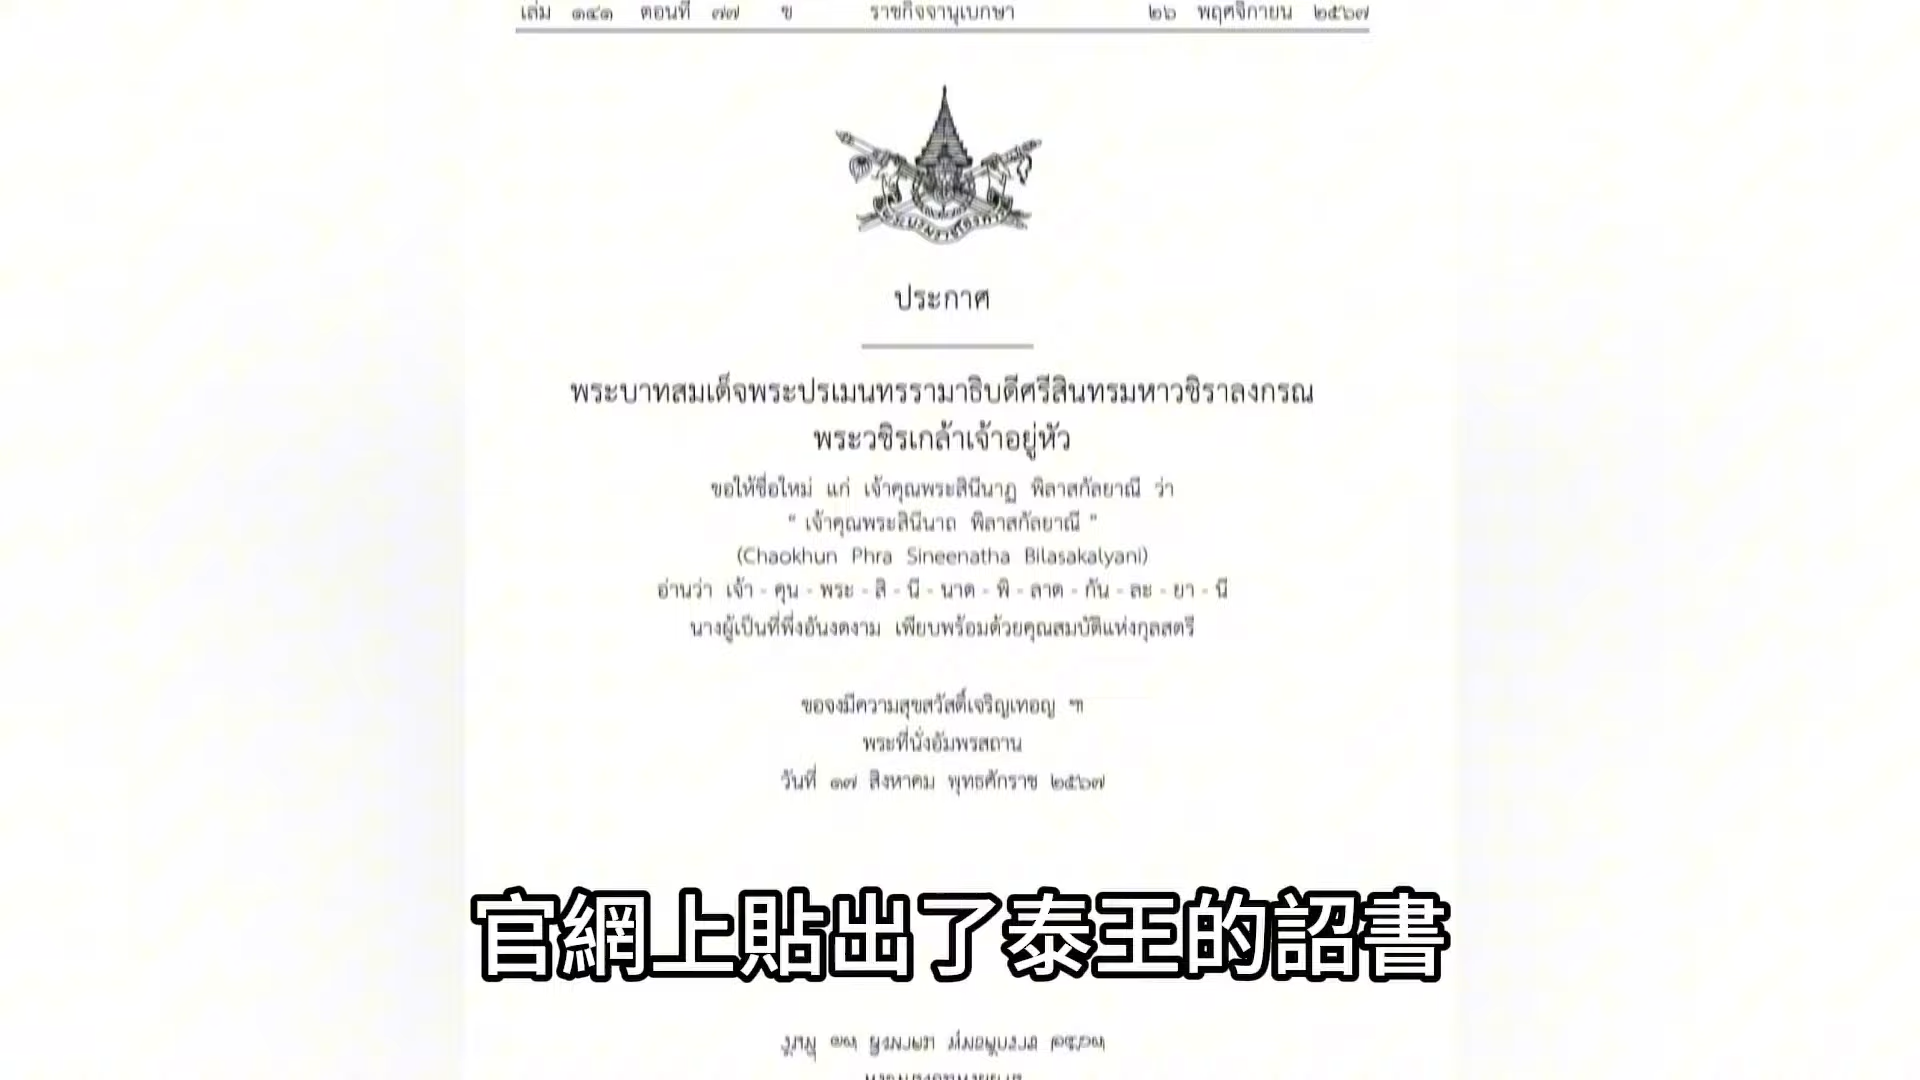 เล่ม ๑๔๑ ตอนที่ ๗๗ ข ราชกิจจานุเบกษา ๒๖ พฤศจิกายน ๒๕๖๗
ประกาศ
พระบาทสมเด็จพระปรเมนทรรามาธิบดีศรีสินทรมหาวชิราลงกรณ
พระวชิรเกล้าเจ้าอยู่หัว
ขอให้ชื่อใหม่ แก่ เจ้าคุณพระสินีนาฏ พิลาสกัลยาณี ว่า
“ เจ้าคุณพระสินีนาถ พิลาสกัลยาณี ”
(Chaokhun Phra Sineenatha Bilasakalyani)
อ่านว่า เจ้า - คุน - พระ - สิ - นี - นาด - พิ - ลาด - กัน - ละ - ยา - นี
นางผู้เป็นที่พึ่งอันงดงาม เพียบพร้อมด้วยคุณสมบัติแห่งกุลสตรี
ขอจงมีความสุขสวัสดิ์เจริญเทอญ ฯ
พระที่นั่งอัมพรสถาน
วันที่ ๑๗ สิงหาคม พุทธศักราช ๒๕๖๗
官網上貼出了泰王的詔書